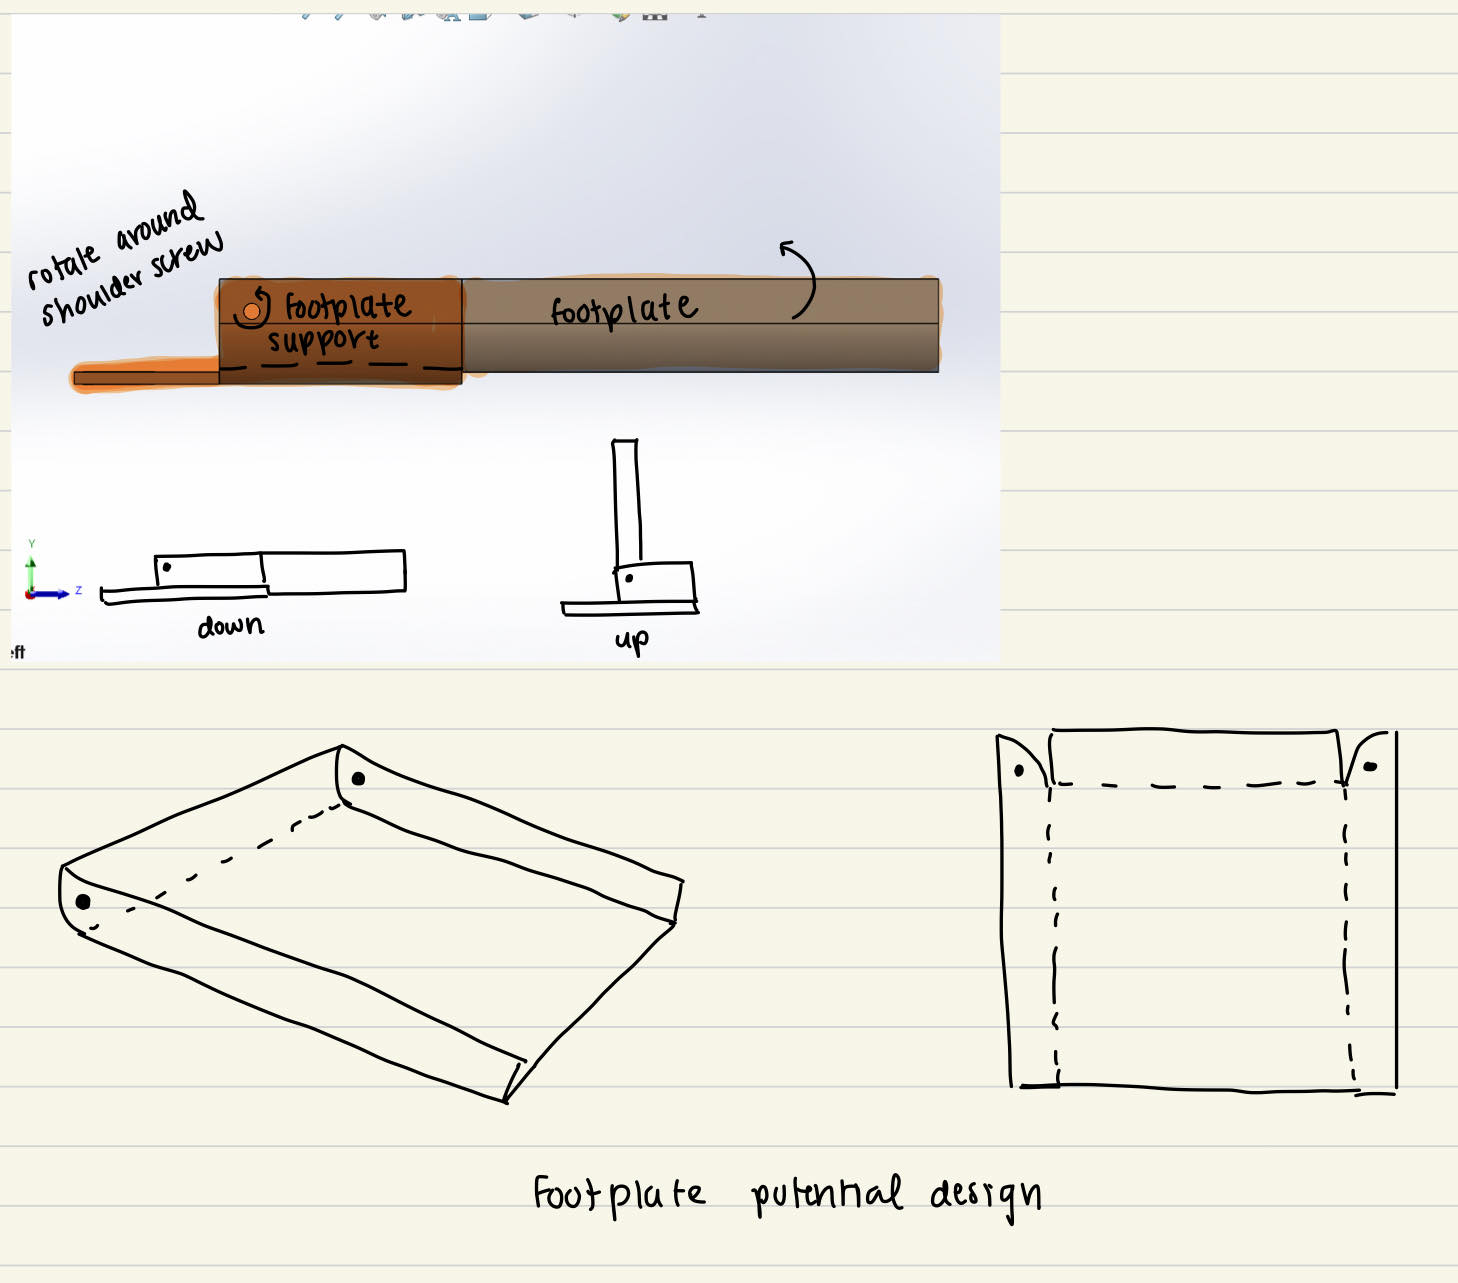 rotate around
shoulder screw
footplate
support
footplate
Y
Z
down
up
eft
Footplate potential design